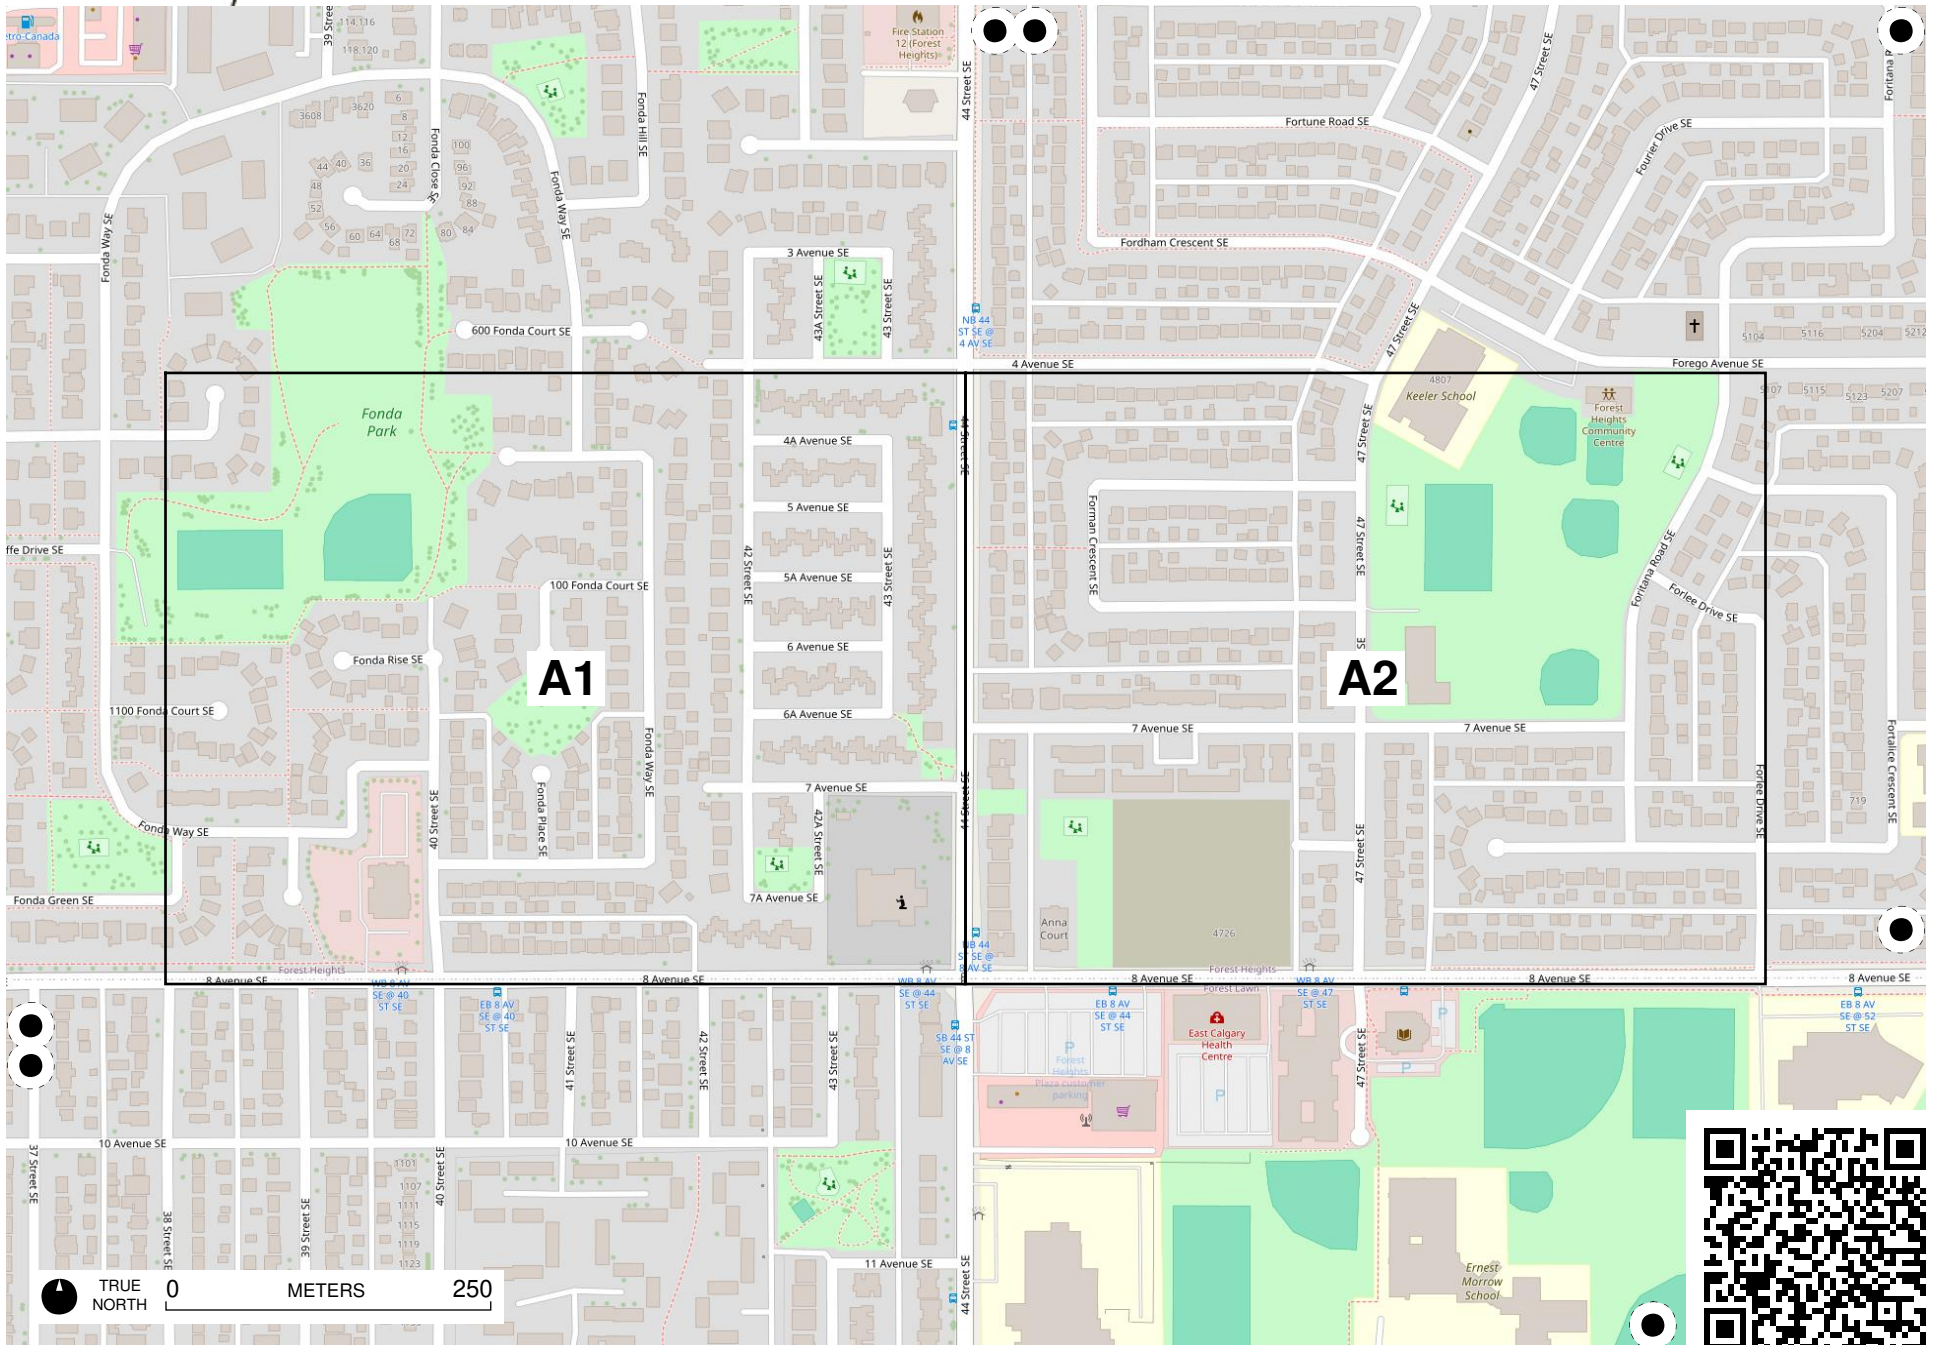 39 Stree
114,116
118,120
etro-Canada
Fire Station
12 (Forest
Heights)
44 Street SE
47 Street SE
Foritana R
3608
3620
6
8
12
16
20
24
Fonda Close SE
100
96
92
88
84
80
44
40
36
48
52
56
60
64
68
72
Fonda Hill SE
Fonda Way SE
Fonda Way SE
Fortune Road SE
Fourier Drive SE
Fordham Crescent SE
3 Avenue SE
43A Street SE
43 Street SE
600 Fonda Court SE
NB 44
ST SE @
4 AV SE
47 Street SE
5104
5116
5204
5212
4 Avenue SE
Forego Avenue SE
Fonda
Park
4807
Keeler School
Forest
Heights
Community
Centre
5107
5115
5123
5207
4A Avenue SE
44 Street SE
47 Street SE
5 Avenue SE
Forman Crescent SE
47 Street SE
ffe Drive SE
42 Street SE
5A Avenue SE
43 Street SE
100 Fonda Court SE
Foritana Road SE
Forlee Drive SE
6 Avenue SE
SE
Fonda Rise SE
A1
A2
1100 Fonda Court SE
6A Avenue SE
7 Avenue SE
7 Avenue SE
Fonda Way SE
7 Avenue SE
44 Street SE
Forlee Drive SE
Fortalice Crescent SE
719
Fonda Way SE
40 Street SE
Fonda Place SE
42A Street SE
47 Street SE
Fonda Green SE
7A Avenue SE
Anna
Court
4726
NB 44
ST SE @
8 AV SE
Forest Heights
Forest Heights
8 Avenue SE
8 Avenue SE
8 Avenue SE
8 Avenue SE
8 Avenue SE
WB 8 AV
SE @ 40
ST SE
WB 8 AV
SE @ 44
ST SE
WB 8 AV
SE @ 47
ST SE
Forest Lawn
EB 8 AV
SE @ 40
ST SE
EB 8 AV
SE @ 44
ST SE
EB 8 AV
SE @ 52
ST SE
SB 44 ST
SE @ 8
AV SE
East Calgary
Health
Centre
P
P
P
P
Forest
Heights
Plaza customer
parking
41 Street SE
42 Street SE
43 Street SE
47 Street SE
10 Avenue SE
10 Avenue SE
37 Street SE
38 Street SE
39 Street SE
40 Street SE
1101
1107
1111
1115
1119
1123
11 Avenue SE
44 Street SE
Ernest
Morrow
School
TRUE
NORTH
0
METERS
250